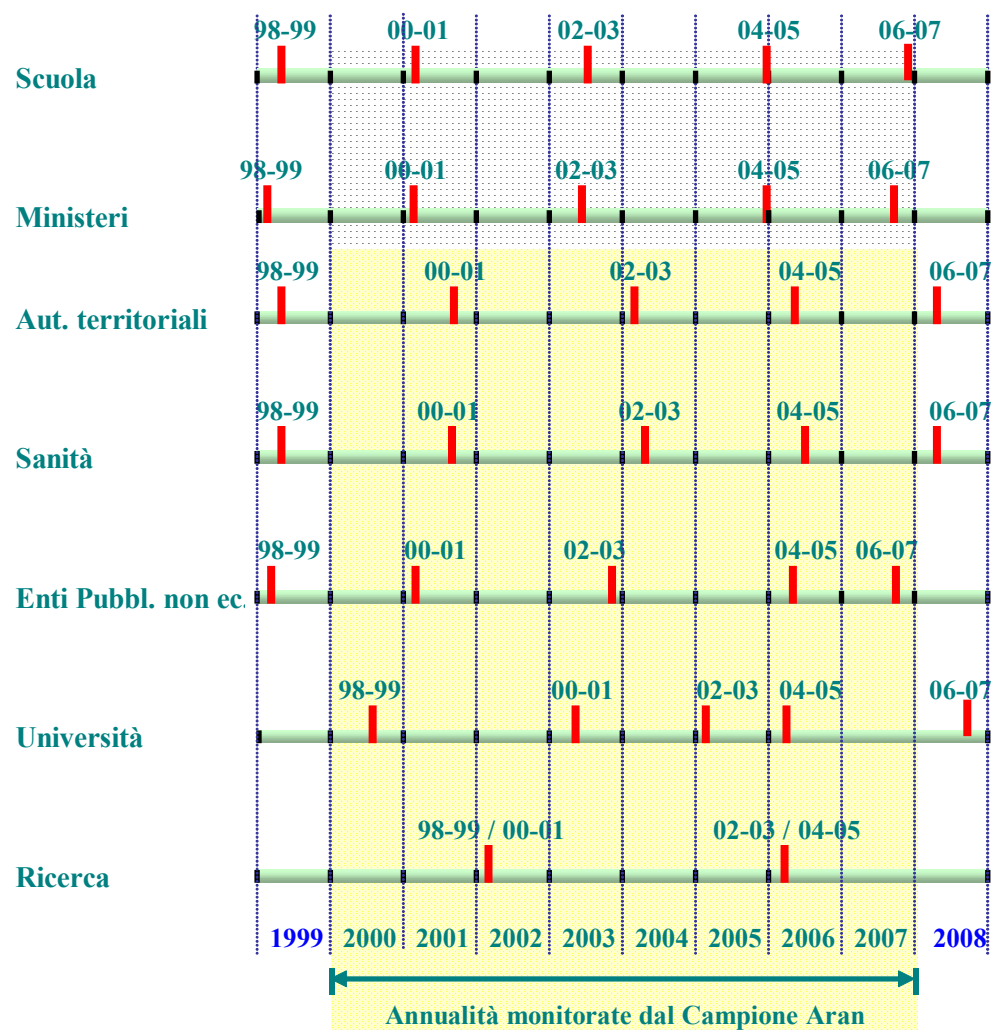 98-99 00-01 02-03 04-05 06-07
Scuola
98-99 00-01 02-03 04-05 06-07
Ministeri
98-99 00-01 02-03 04-05 06-07
Aut. territoriali
98-99 00-01 02-03 04-05 06-07
Sanità
98-99 00-01 02-03 04-05 06-07
Enti Pubbl. non ec.
98-99 00-01 02-03 04-05 06-07
Università
98-99 / 00-01 02-03 / 04-05
Ricerca
1999 2000 2001 2002 2003 2004 2005 2006 2007 2008
Annualità monitorate dal Campione Aran